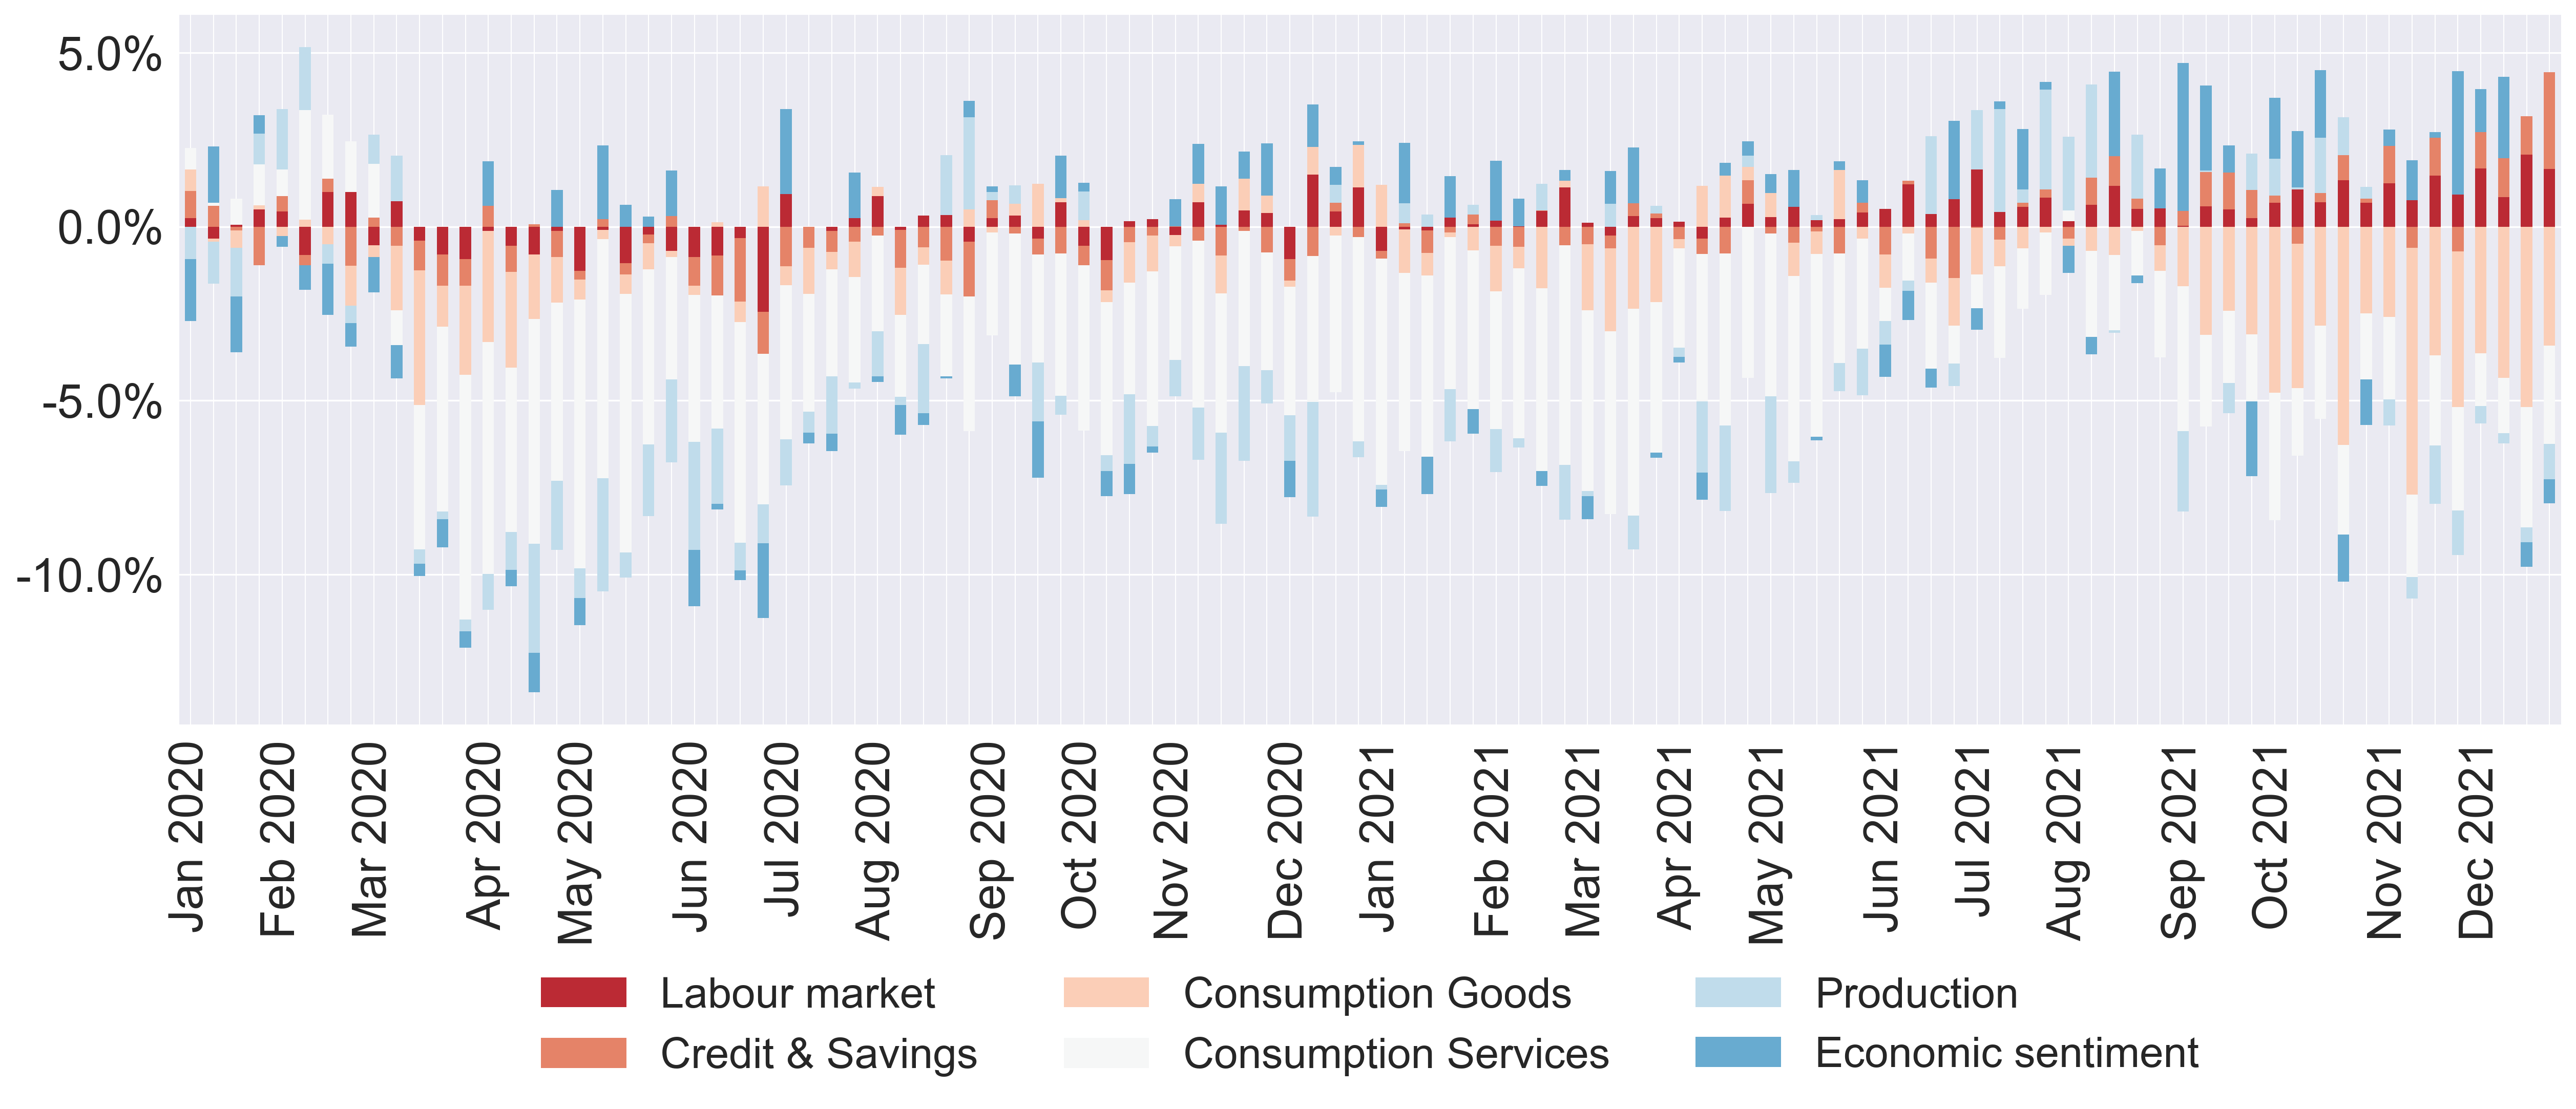 5.0%
0.0%
-5.0%
-10.0%
Jan 2020
Feb 2020
Mar 2020
Apr 2020
May 2020
Jun 2020
Jul 2020
Aug 2020
Sep 2020
Oct 2020
Nov 2020
Dec 2020
Jan 2021
Feb 2021
Mar 2021
Apr 2021
May 2021
Jun 2021
Jul 2021
Aug 2021
Sep 2021
Oct 2021
Nov 2021
Dec 2021
Labour market
Credit & Savings
Consumption Goods
Consumption Services
Production
Economic sentiment